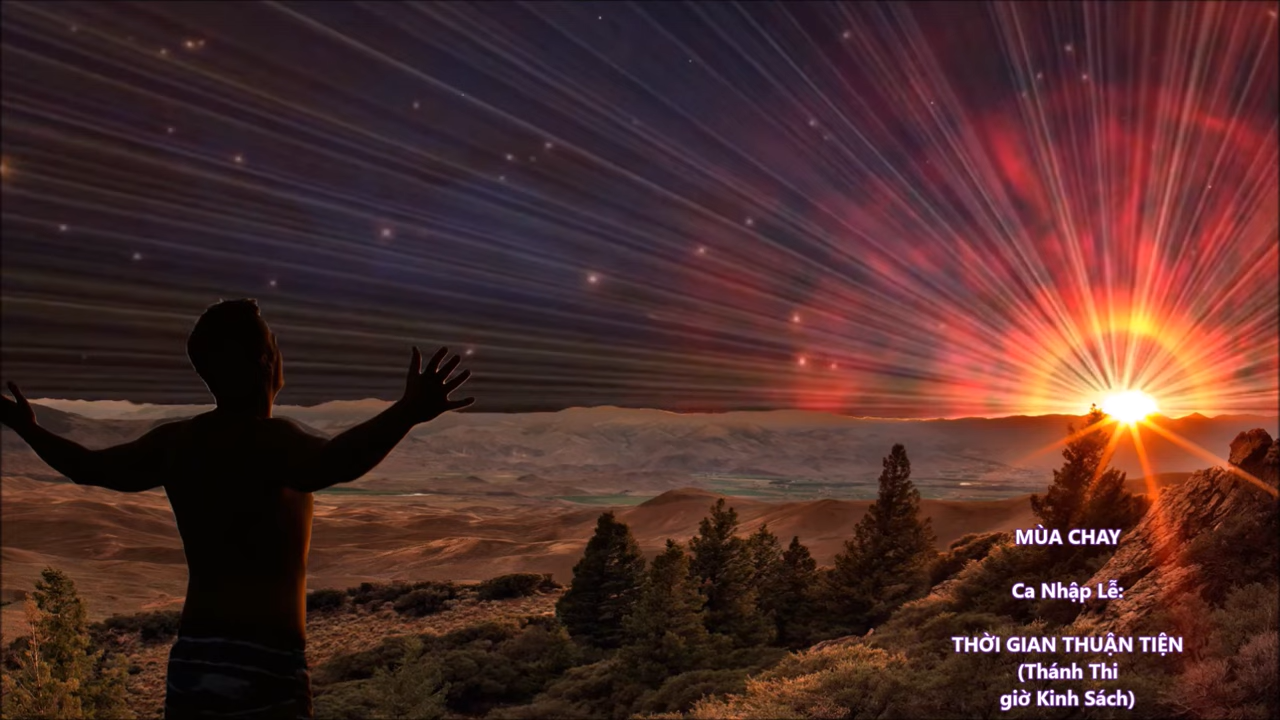 MÙA CHAY
Ca Nhập Lễ:
THỜI GIAN THUẬN TIỆN
(Thánh Thi
giờ Kinh Sách)